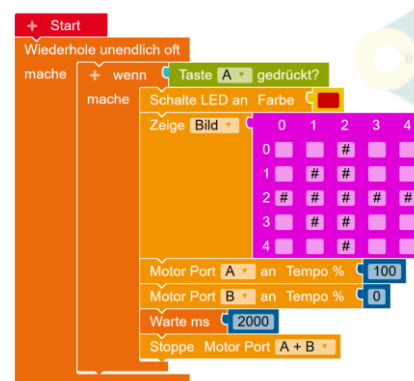 + Start
Wiederhole unendlich oft
mache + wenn Taste A gedrückt?
mache Schalte LED an Farbe
Zeige Bild 0 1 2 3 4
0 #
1 # #
2 # # # # #
3 # #
4 #
Motor Port A an Tempo % 100
Motor Port B an Tempo % 0
Warte ms 2000
Stoppe Motor Port A + B